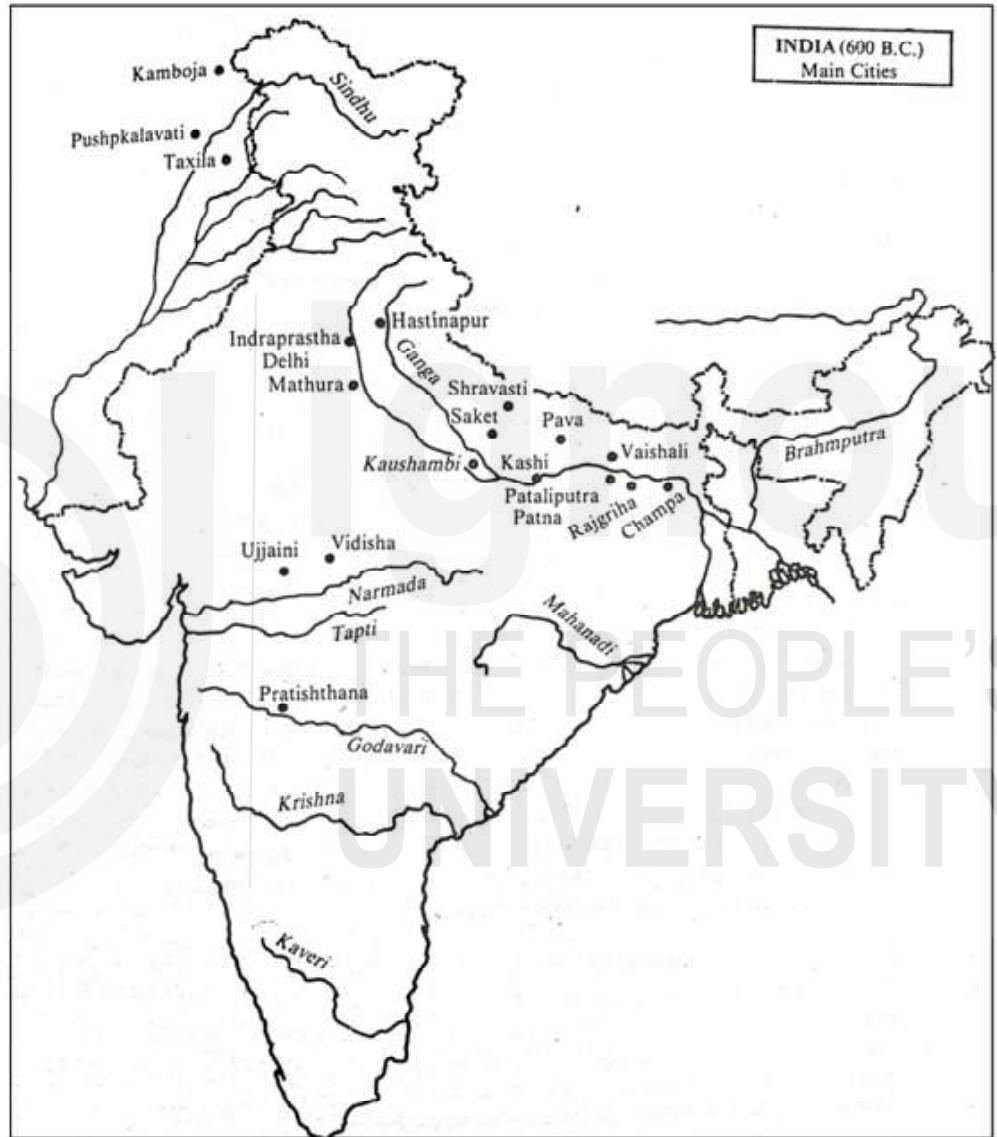 INDIA (600 B.C.)
Main Cities
Kamboja
Sindhu
Pushpkalavati
Taxila
Hastinapur
Indraprastha
Delhi
Ganga
Mathura
Shravasti
Saket
Pava
Vaishali
Brahmputra
Kaushambi
Kashi
Pataliputra
Patna
Rajgriha
Champa
Ujjaini
Vidisha
Narmada
Mahanadi
Tapti
Pratishthana
Godavari
Krishna
Kaveri
ignou
THE PEOPLE'S
UNIVERSITY